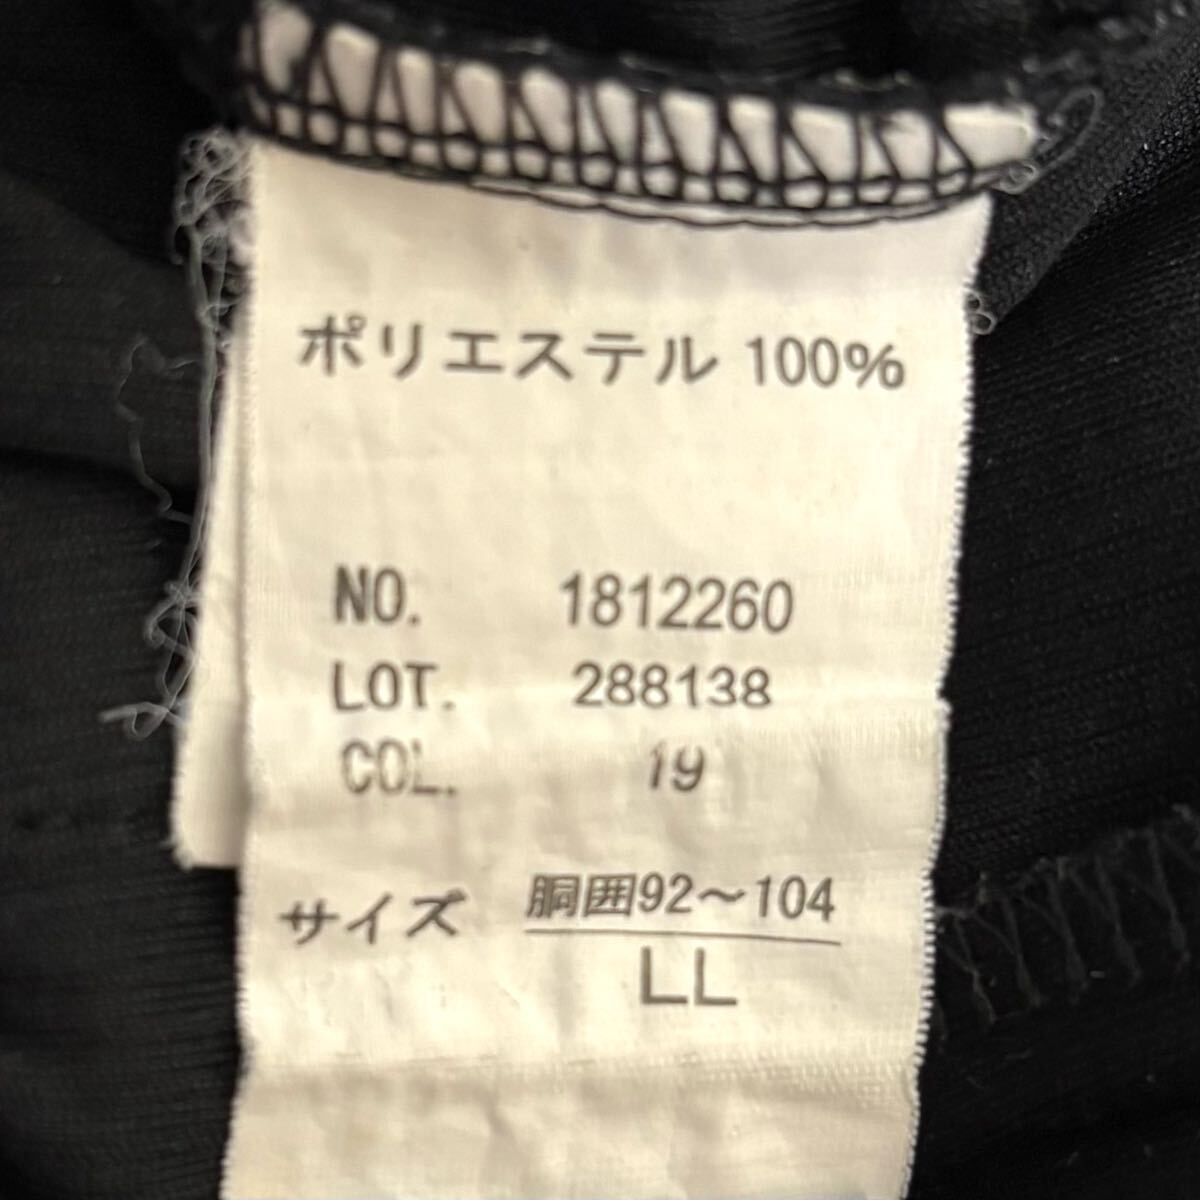 ポリエステル 100%
NO. 1812260
LOT. 288138
COL. 19
サイズ 胴囲92～104
LL